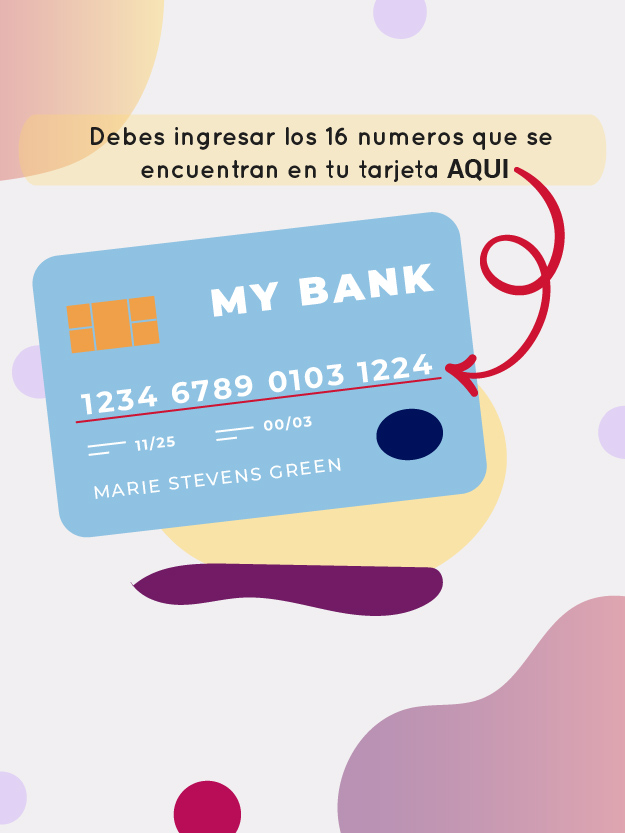 Debes ingresar los 16 numeros que se
encuentran en tu tarjeta AQUI
MY BANK
1234 6789 0103 1224
11/25
00/03
MARIE STEVENS GREEN